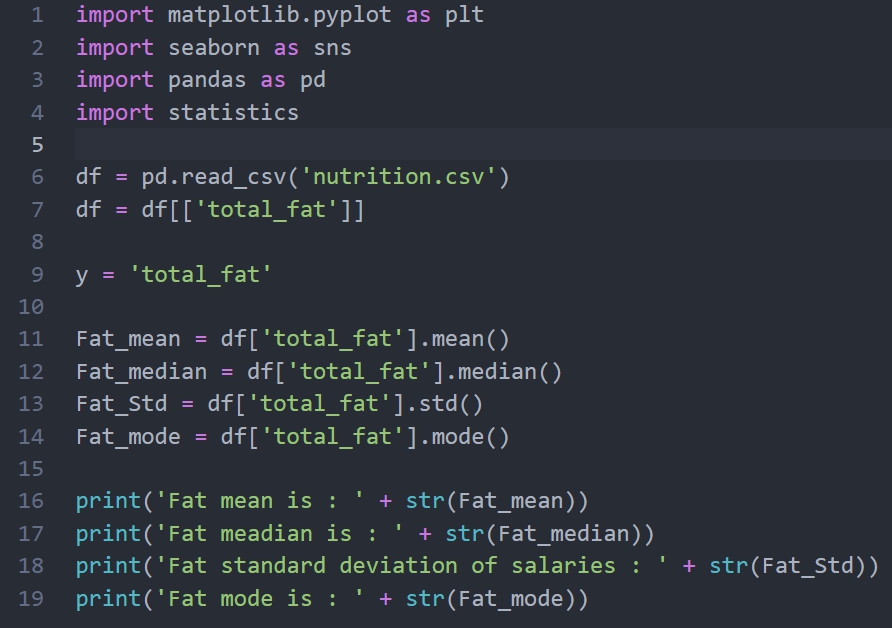 1 import matplotlib.pyplot as plt
2 import seaborn as sns
3 import pandas as pd
4 import statistics
5
6 df = pd.read_csv('nutrition.csv')
7 df = df[['total_fat']]
8
9 y = 'total_fat'
10
11 Fat_mean = df['total_fat'].mean()
12 Fat_median = df['total_fat'].median()
13 Fat_Std = df['total_fat'].std()
14 Fat_mode = df['total_fat'].mode()
15
16 print('Fat mean is : ' + str(Fat_mean))
17 print('Fat meadian is : ' + str(Fat_median))
18 print('Fat standard deviation of salaries : ' + str(Fat_Std))
19 print('Fat mode is : ' + str(Fat_mode))